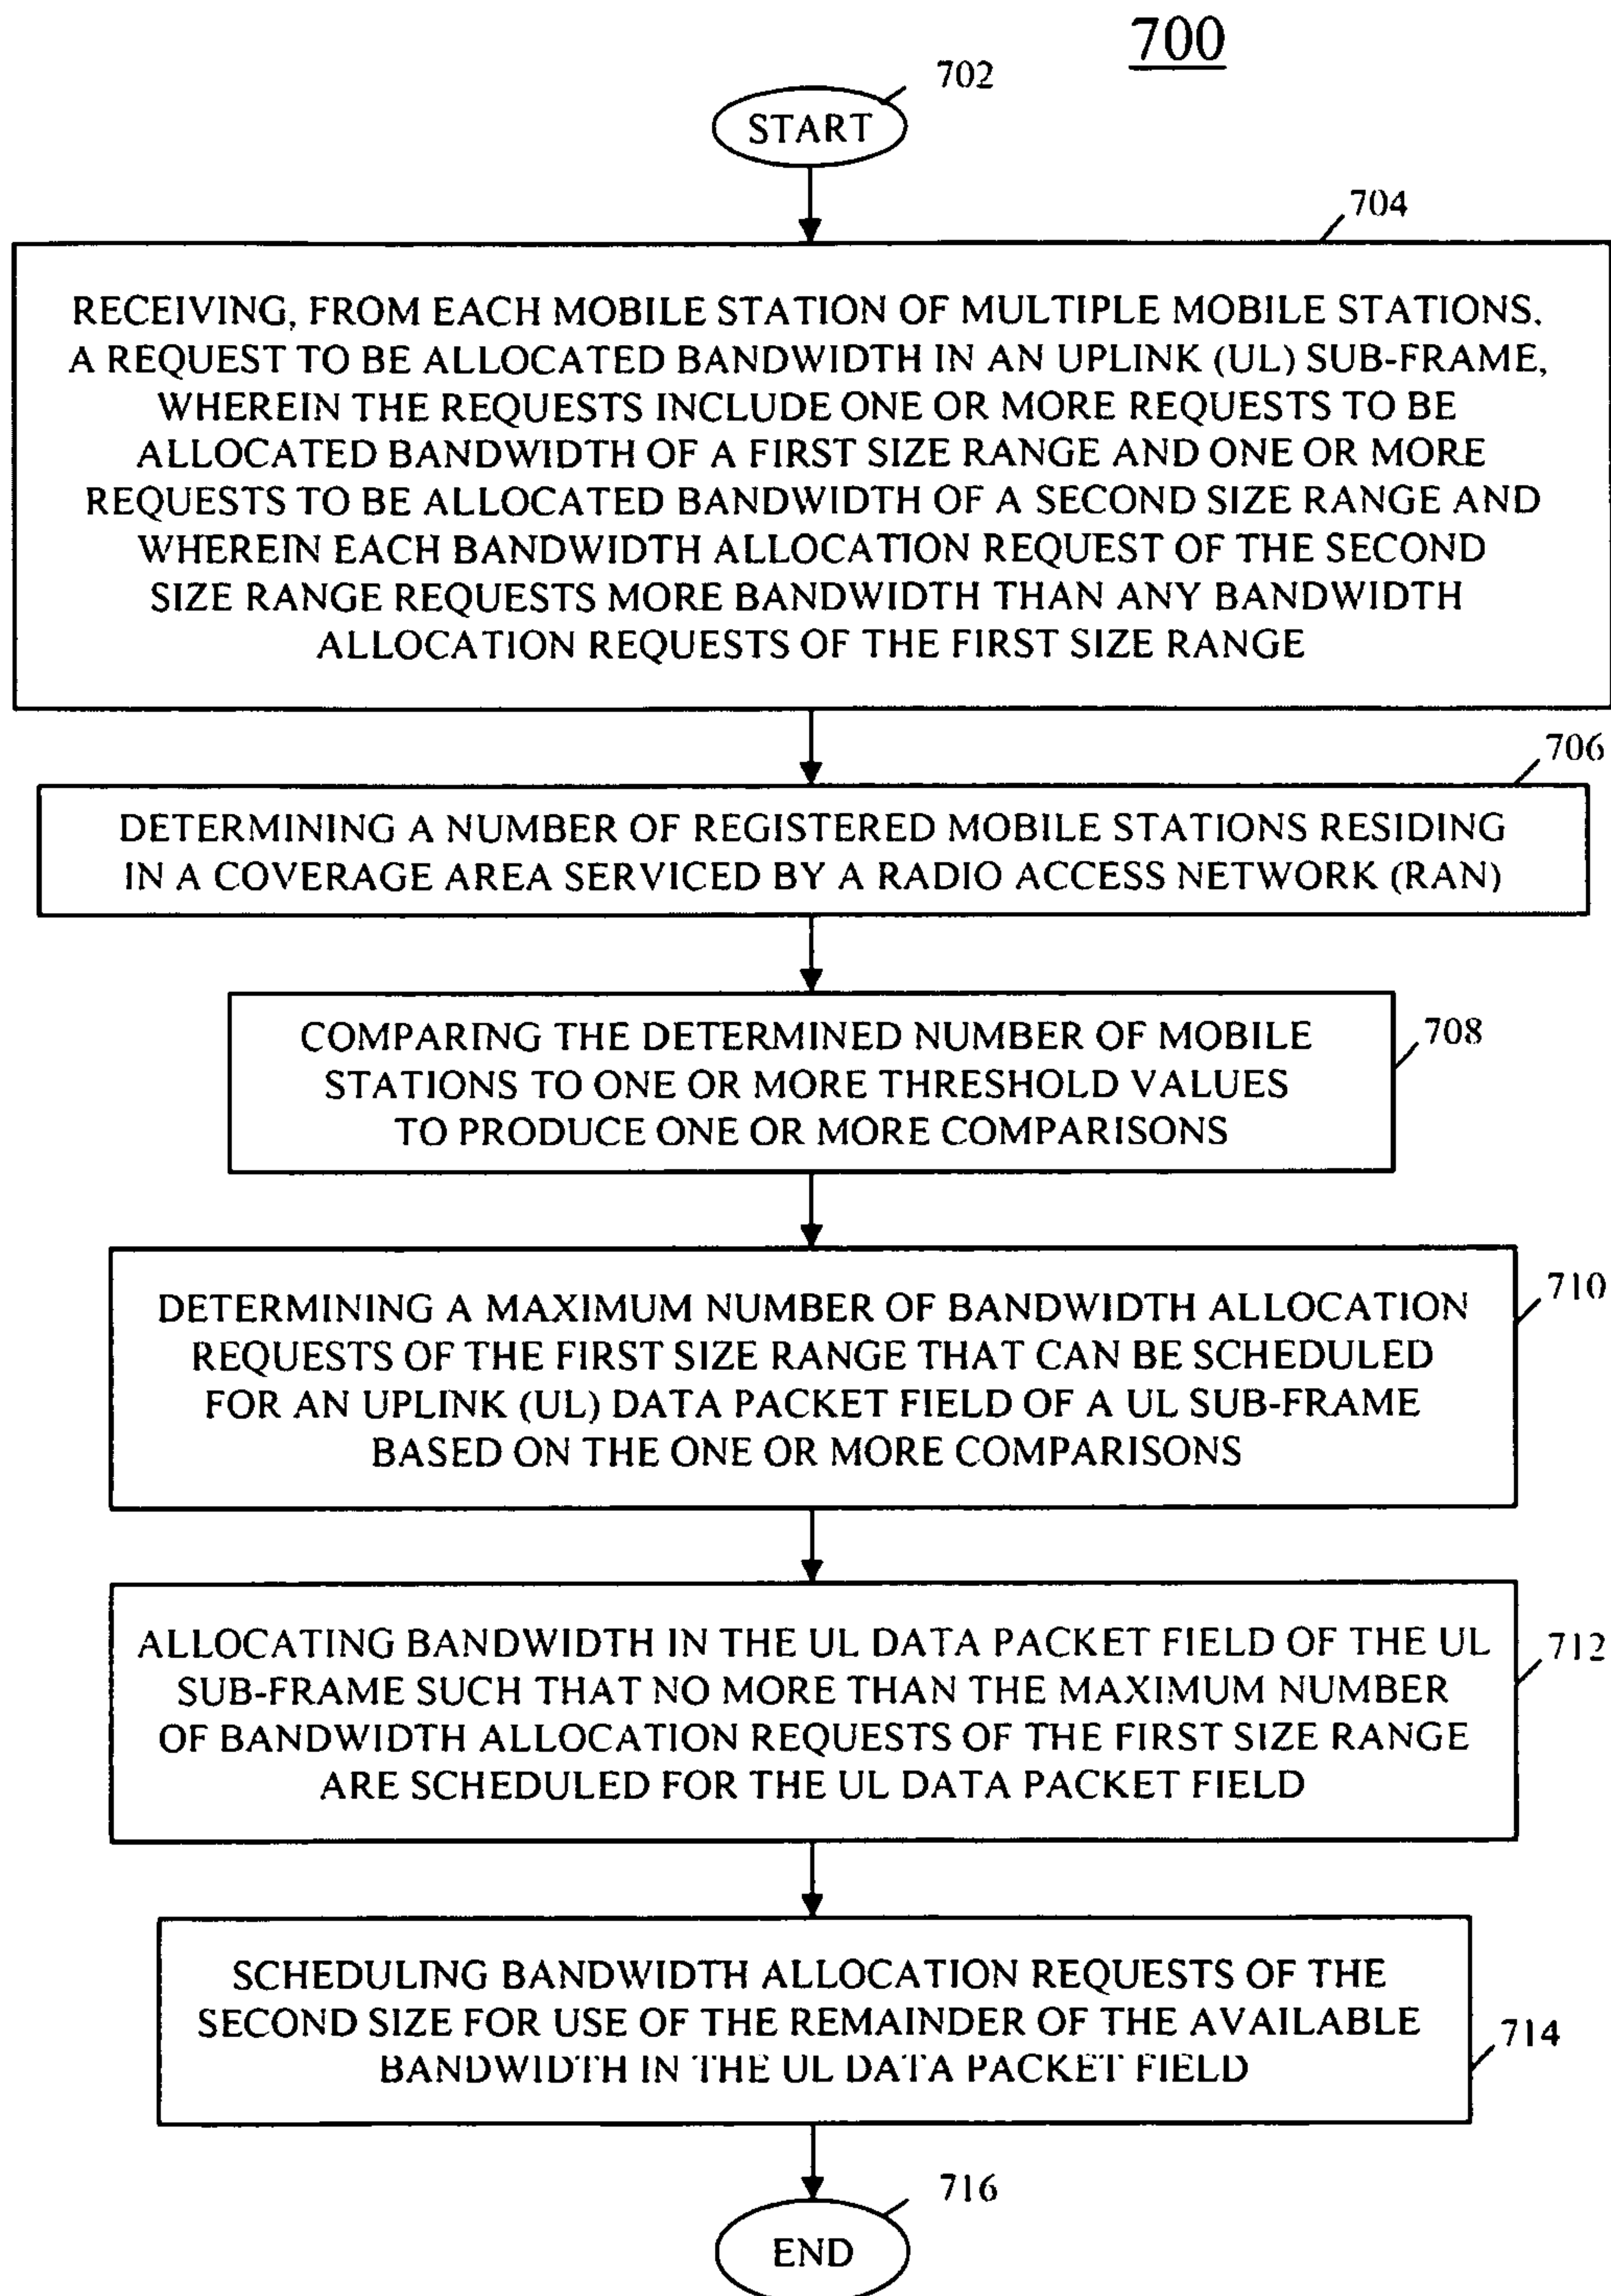 700
702
START
704
RECEIVING, FROM EACH MOBILE STATION OF MULTIPLE MOBILE STATIONS,
A REQUEST TO BE ALLOCATED BANDWIDTH IN AN UPLINK (UL) SUB-FRAME,
WHEREIN THE REQUESTS INCLUDE ONE OR MORE REQUESTS TO BE
ALLOCATED BANDWIDTH OF A FIRST SIZE RANGE AND ONE OR MORE
REQUESTS TO BE ALLOCATED BANDWIDTH OF A SECOND SIZE RANGE AND
WHEREIN EACH BANDWIDTH ALLOCATION REQUEST OF THE SECOND
SIZE RANGE REQUESTS MORE BANDWIDTH THAN ANY BANDWIDTH
ALLOCATION REQUESTS OF THE FIRST SIZE RANGE
706
DETERMINING A NUMBER OF REGISTERED MOBILE STATIONS RESIDING
IN A COVERAGE AREA SERVICED BY A RADIO ACCESS NETWORK (RAN)
708
COMPARING THE DETERMINED NUMBER OF MOBILE
STATIONS TO ONE OR MORE THRESHOLD VALUES
TO PRODUCE ONE OR MORE COMPARISONS
710
DETERMINING A MAXIMUM NUMBER OF BANDWIDTH ALLOCATION
REQUESTS OF THE FIRST SIZE RANGE THAT CAN BE SCHEDULED
FOR AN UPLINK (UL) DATA PACKET FIELD OF A UL SUB-FRAME
BASED ON THE ONE OR MORE COMPARISONS
712
ALLOCATING BANDWIDTH IN THE UL DATA PACKET FIELD OF THE UL
SUB-FRAME SUCH THAT NO MORE THAN THE MAXIMUM NUMBER
OF BANDWIDTH ALLOCATION REQUESTS OF THE FIRST SIZE RANGE
ARE SCHEDULED FOR THE UL DATA PACKET FIELD
SCHEDULING BANDWIDTH ALLOCATION REQUESTS OF THE
SECOND SIZE FOR USE OF THE REMAINDER OF THE AVAILABLE
BANDWIDTH IN THE UL DATA PACKET FIELD
714
716
END